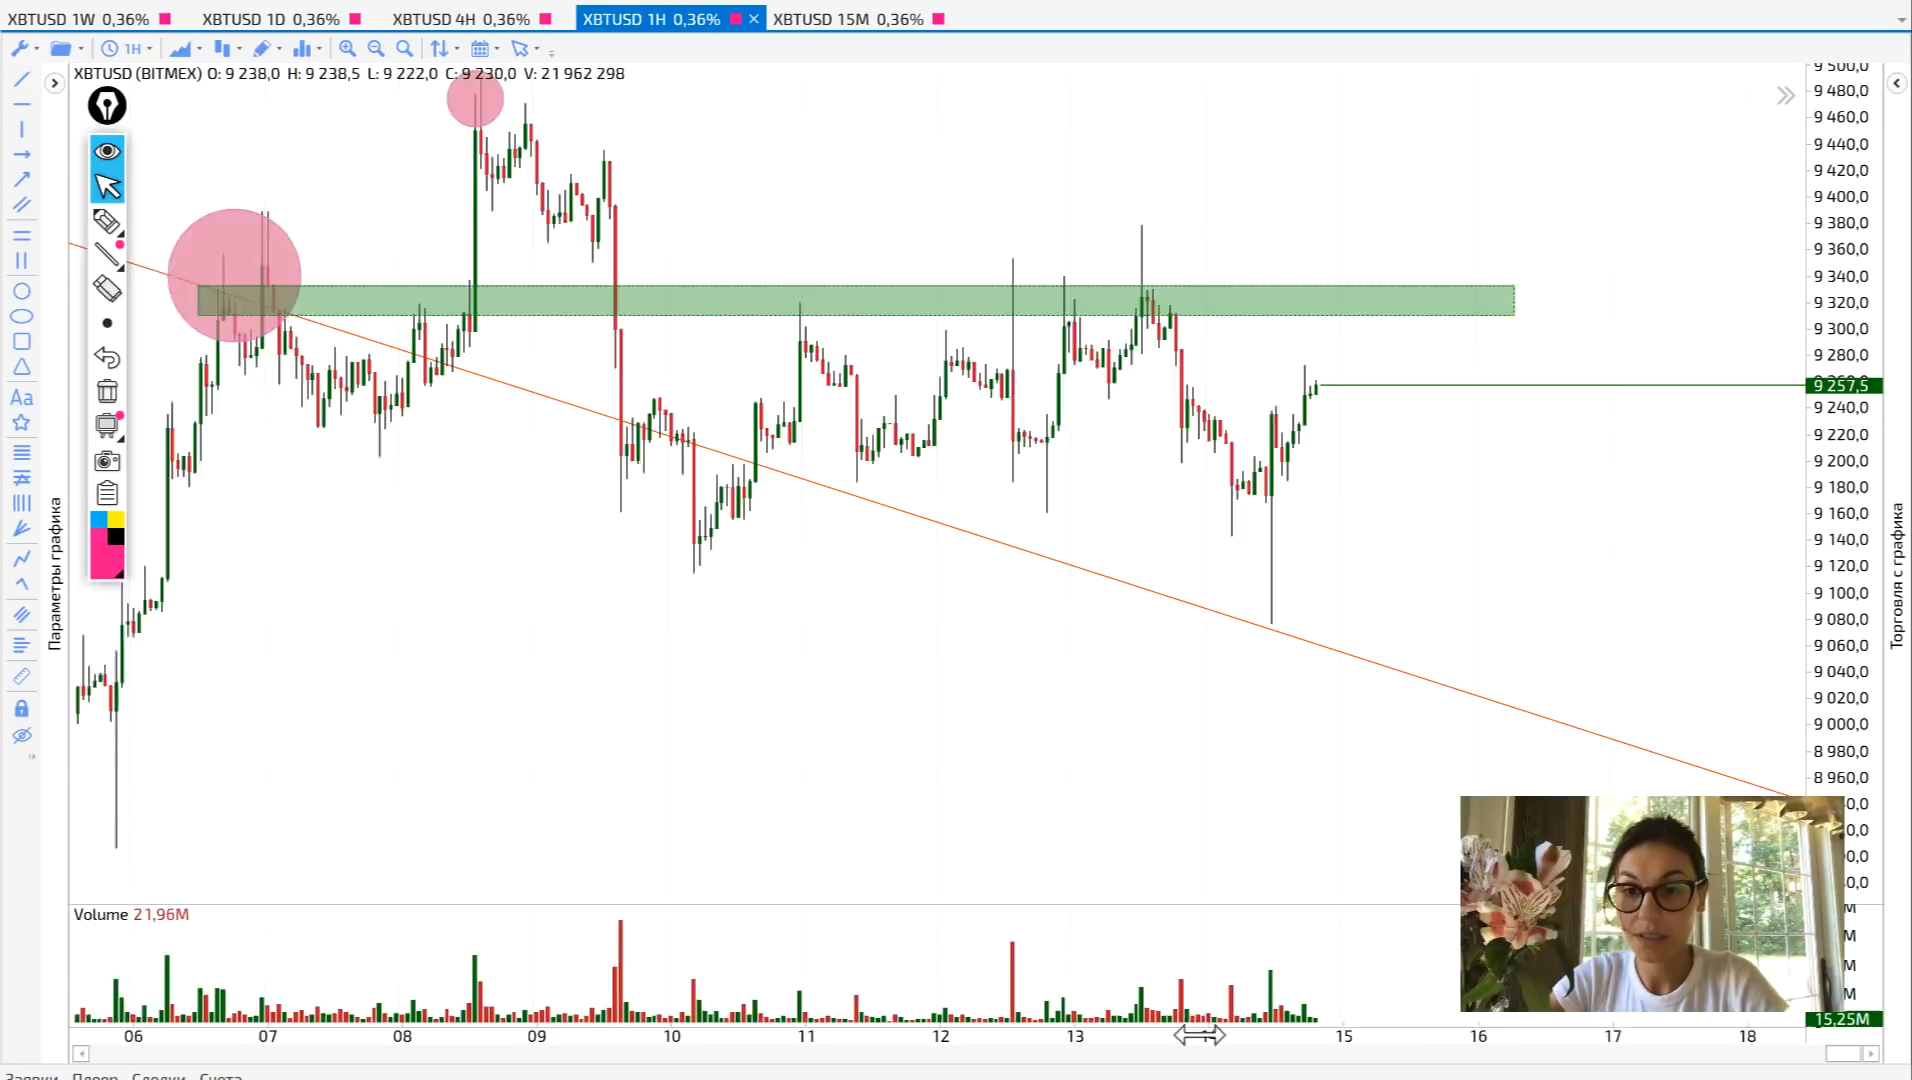 XBTUSD 1W 0,36% XBTUSD 1D 0,36% XBTUSD 4H 0,36% XBTUSD 1H 0,36% XBTUSD 15M 0,36%
1H
XBTUSD (BITMEX) O: 9 238,0 H: 9 238,5 L: 9 222,0 C: 9 230,0 V: 21 962 298
9 500,0
9 480,0
9 460,0
9 440,0
9 420,0
9 400,0
9 380,0
9 360,0
9 340,0
9 320,0
9 300,0
9 280,0
9 257,5
9 240,0
9 220,0
9 200,0
9 180,0
9 160,0
9 140,0
9 120,0
9 100,0
9 080,0
9 060,0
9 040,0
9 020,0
9 000,0
8 980,0
8 960,0
Aa
Параметры графика
Торговля с графика
Volume 21,96M
15,25M
06 07 08 09 10 11 12 13 15 16 17 18
Заявки Плеер Сделки Счета